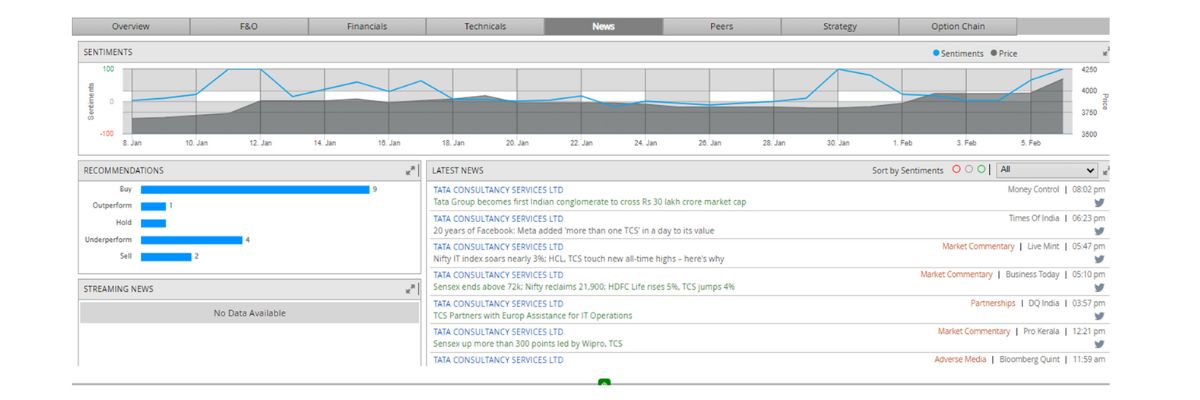 Overview F&O Financials Technicals News Peers Strategy Option Chain
SENTIMENTS
Sentiments Price
100 4250
0 4000
3750
-100 3500
Sentiments
Price
8. Jan 10. Jan 12. Jan 14. Jan 16. Jan 18. Jan 20. Jan 22. Jan 24. Jan 26. Jan 28. Jan 30. Jan 1. Feb 3. Feb 5. Feb
RECOMMENDATIONS
Buy 9
Outperform 1
Hold
Underperform 4
Sell 2
STREAMING NEWS
No Data Available
LATEST NEWS Sort by Sentiments | All
TATA CONSULTANCY SERVICES LTD Money Control | 08:02 pm
Tata Group becomes first Indian conglomerate to cross Rs 30 lakh crore market cap
TATA CONSULTANCY SERVICES LTD Times Of India | 06:23 pm
20 years of Facebook: Meta added 'more than one TCS' in a day to its value
TATA CONSULTANCY SERVICES LTD Market Commentary | Live Mint | 05:47 pm
Nifty IT index soars nearly 3%; HCL, TCS touch new all-time highs – here's why
TATA CONSULTANCY SERVICES LTD Market Commentary | Business Today | 05:10 pm
Sensex ends above 72k; Nifty reclaims 21,900; HDFC Life rises 5%, TCS jumps 4%
TATA CONSULTANCY SERVICES LTD Partnerships | DQ India | 03:57 pm
TCS Partners with Europ Assistance for IT Operations
TATA CONSULTANCY SERVICES LTD Market Commentary | Pro Kerala | 12:21 pm
Sensex up more than 300 points led by Wipro, TCS
TATA CONSULTANCY SERVICES LTD Adverse Media | Bloomberg Quint | 11:59 am